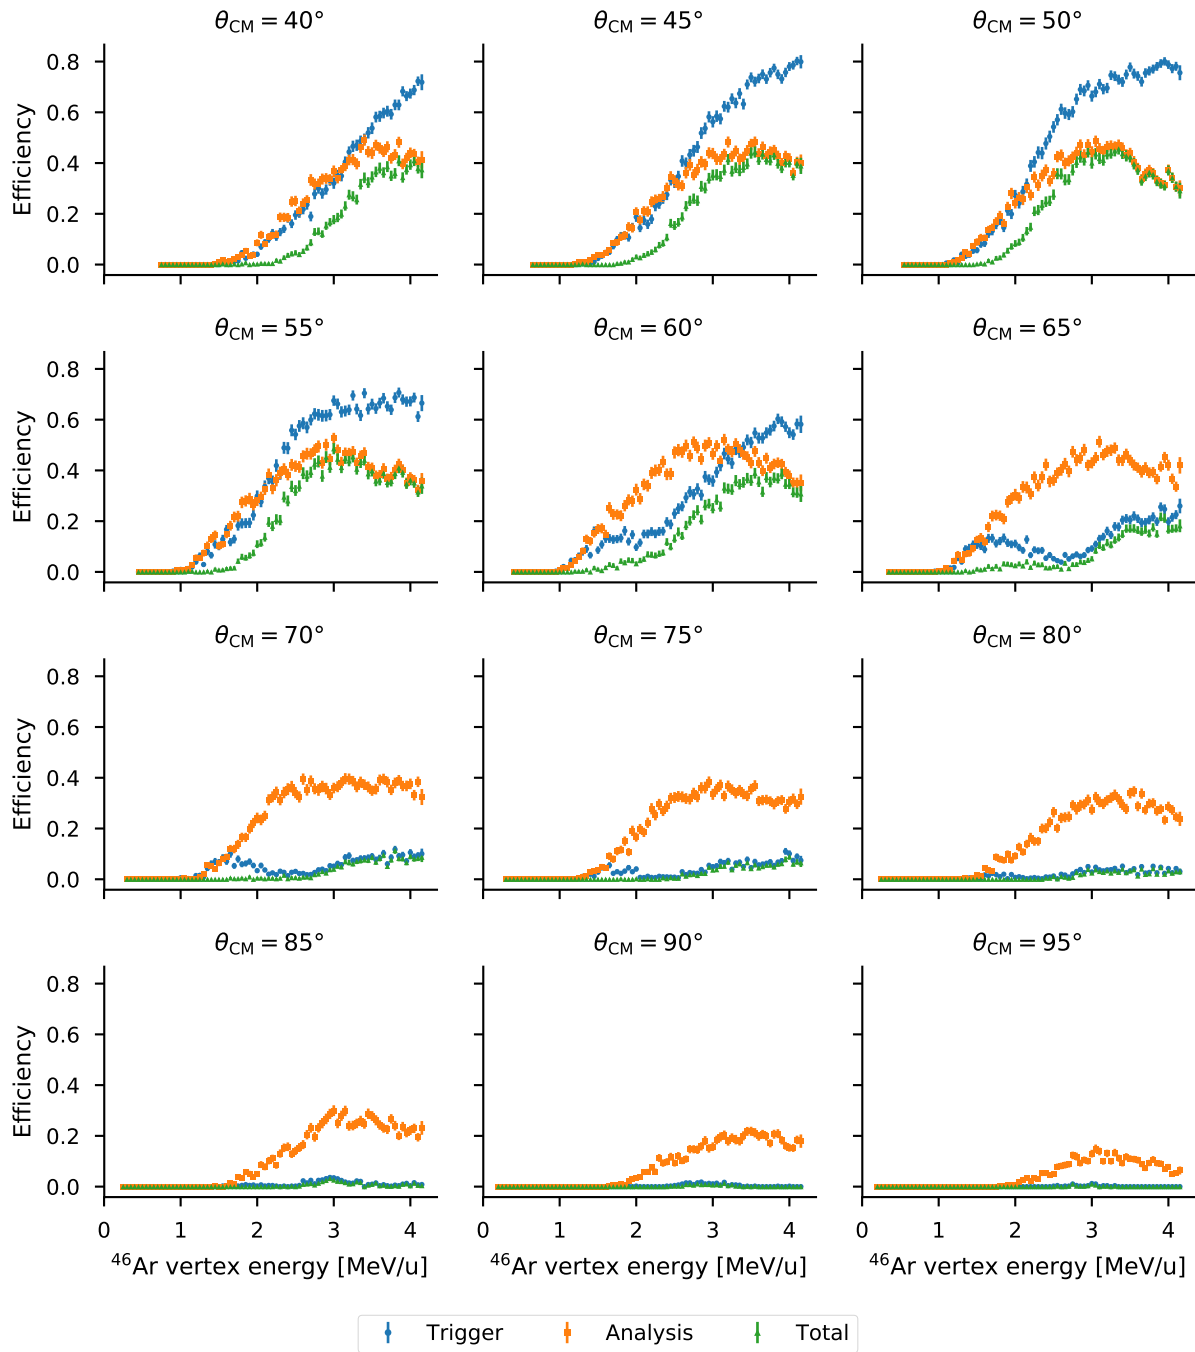 θCM = 40° θCM = 45° θCM = 50°
0.8
0.6
0.4
0.2
0.0
Efficiency
θCM = 55° θCM = 60° θCM = 65°
0.8
0.6
0.4
0.2
0.0
Efficiency
θCM = 70° θCM = 75° θCM = 80°
0.8
0.6
0.4
0.2
0.0
Efficiency
θCM = 85° θCM = 90° θCM = 95°
0.8
0.6
0.4
0.2
0.0
Efficiency
0 1 2 3 4 0 1 2 3 4 0 1 2 3 4
⁴⁶Ar vertex energy [MeV/u] ⁴⁶Ar vertex energy [MeV/u] ⁴⁶Ar vertex energy [MeV/u]
Trigger Analysis Total